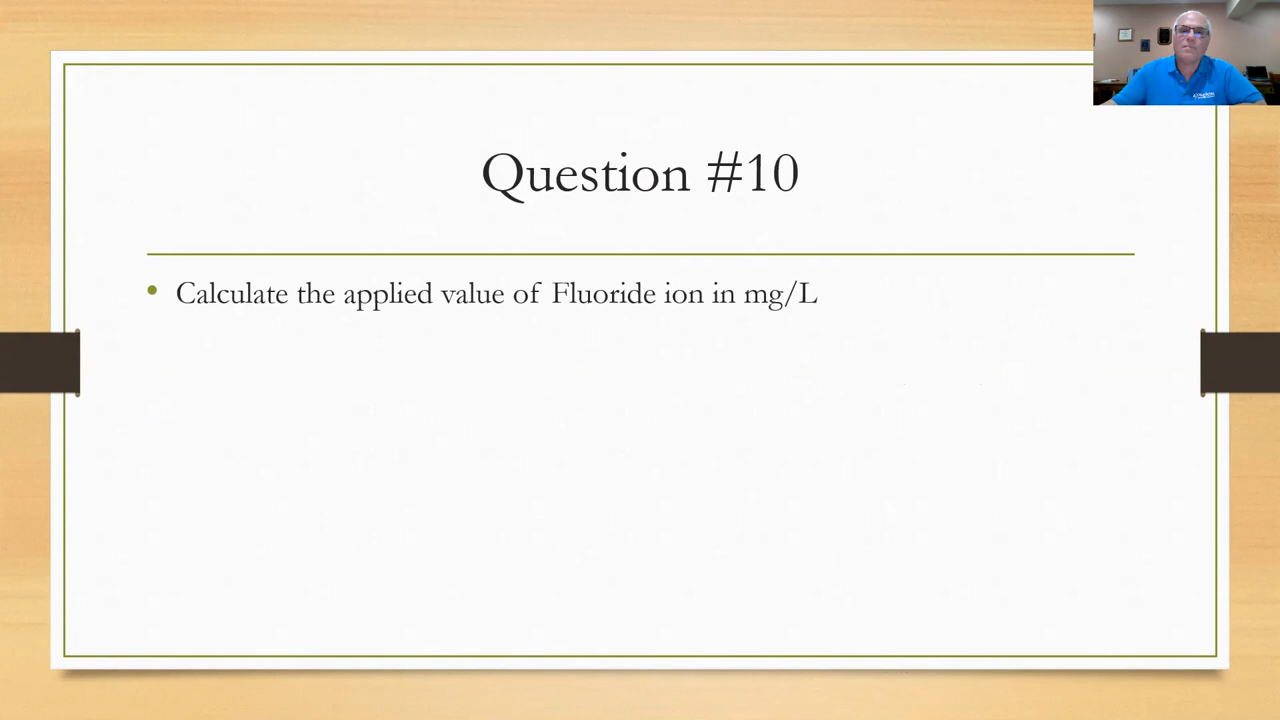 Question #10
• Calculate the applied value of Fluoride ion in mg/L